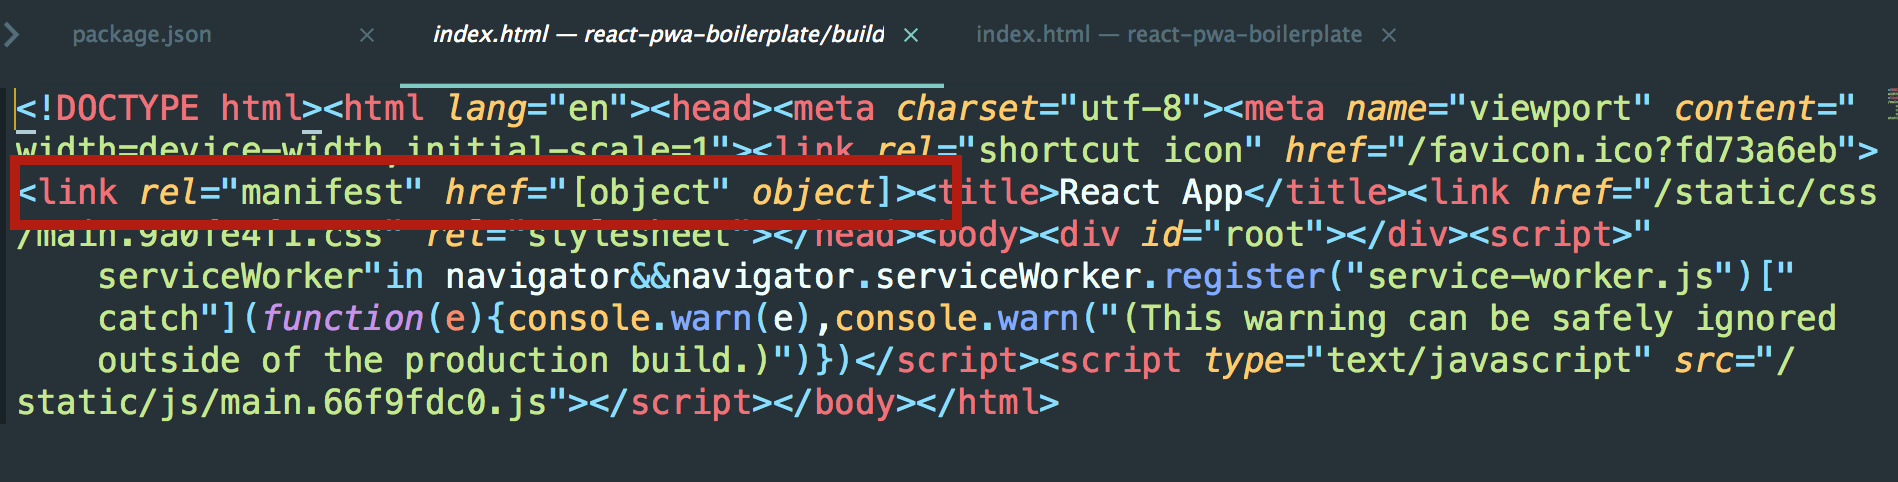 package.json × index.html — react-pwa-boilerplate/build × index.html — react-pwa-boilerplate ×
<!DOCTYPE html><html lang="en"><head><meta charset="utf-8"><meta name="viewport" content="
width=device-width,initial-scale=1"><link rel="shortcut icon" href="/favicon.ico?fd73a6eb">
<link rel="manifest" href="[object" object]><title>React App</title><link href="/static/css
/main.9a0fe4f1.css" rel="stylesheet"></head><body><div id="root"></div><script>"
serviceWorker"in navigator&&navigator.serviceWorker.register("service-worker.js")["
catch"](function(e){console.warn(e),console.warn("(This warning can be safely ignored
outside of the production build.)")})</script><script type="text/javascript" src="/
static/js/main.66f9fdc0.js"></script></body></html>